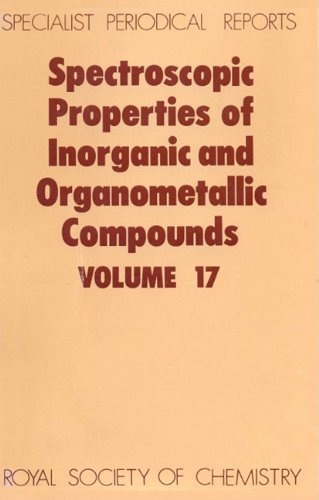 SPECIALIST PERIODICAL REPORTS
Spectroscopic
Properties of
Inorganic and
Organometallic
Compounds
VOLUME 17
ROYAL SOCIETY OF CHEMISTRY